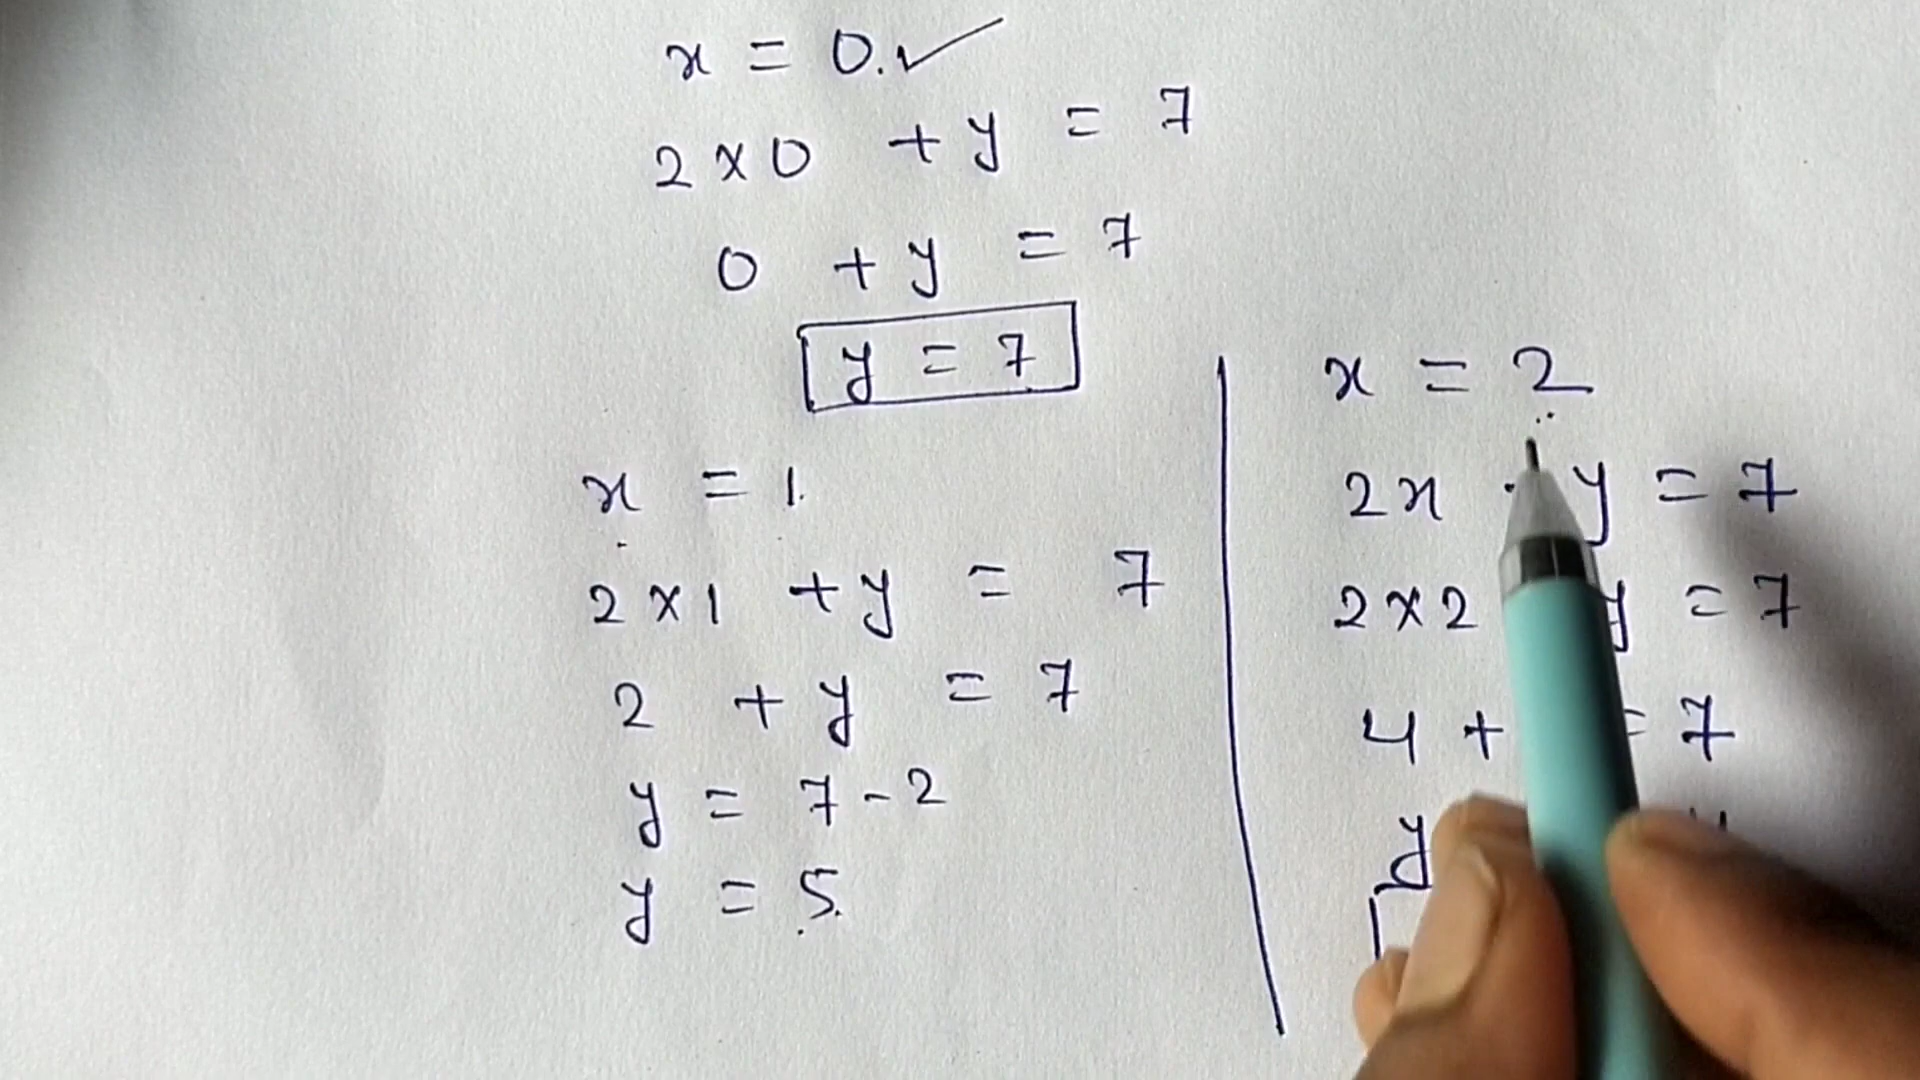 x = 0.✓
2 x 0 + y = 7
0 + y = 7
y = 7
x = 1.
2 x 1 + y = 7
2 + y = 7
y = 7 - 2
y = 5.
x = 2
2x y = 7
2 x 2 y = 7
4 + = 7
y